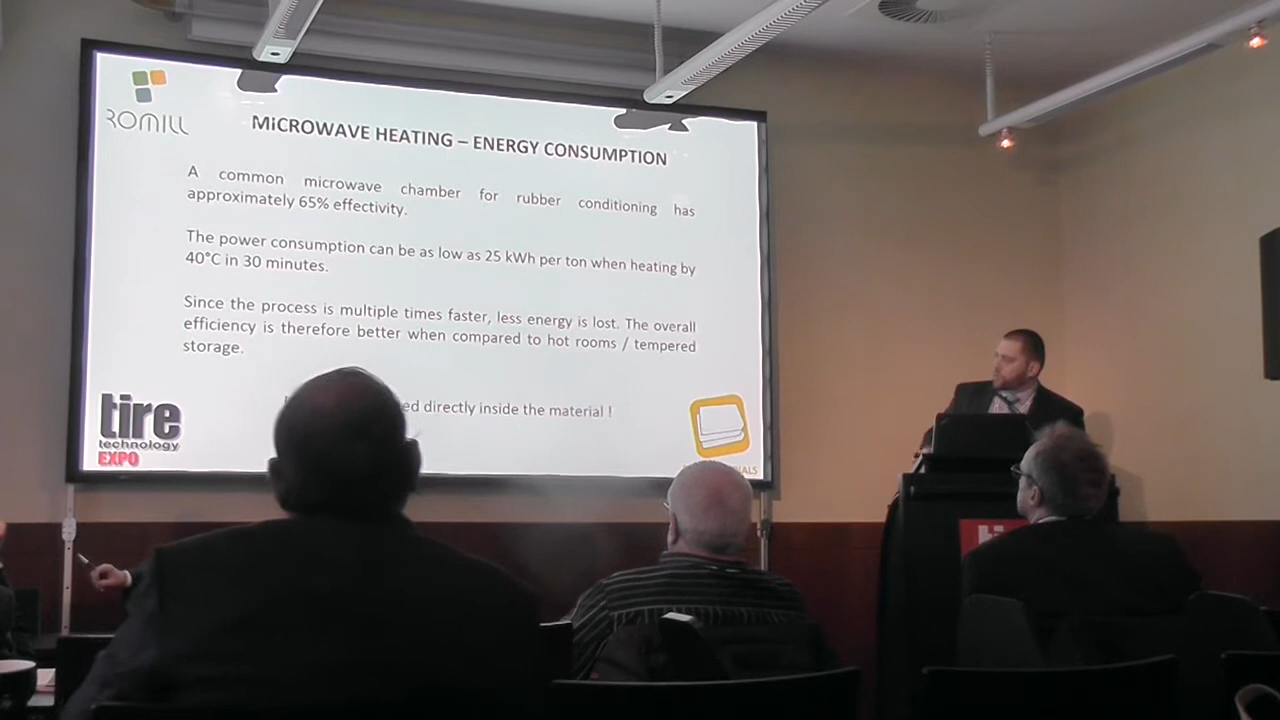 ROMILL
MiCROWAVE HEATING – ENERGY CONSUMPTION
A common microwave chamber for rubber conditioning has
approximately 65% effectivity.
The power consumption can be as low as 25 kWh per ton when heating by
40°C in 30 minutes.
Since the process is multiple times faster, less energy is lost. The overall
efficiency is therefore better when compared to hot rooms / tempered
storage.
directly inside the material !
tire
technology
EXPO